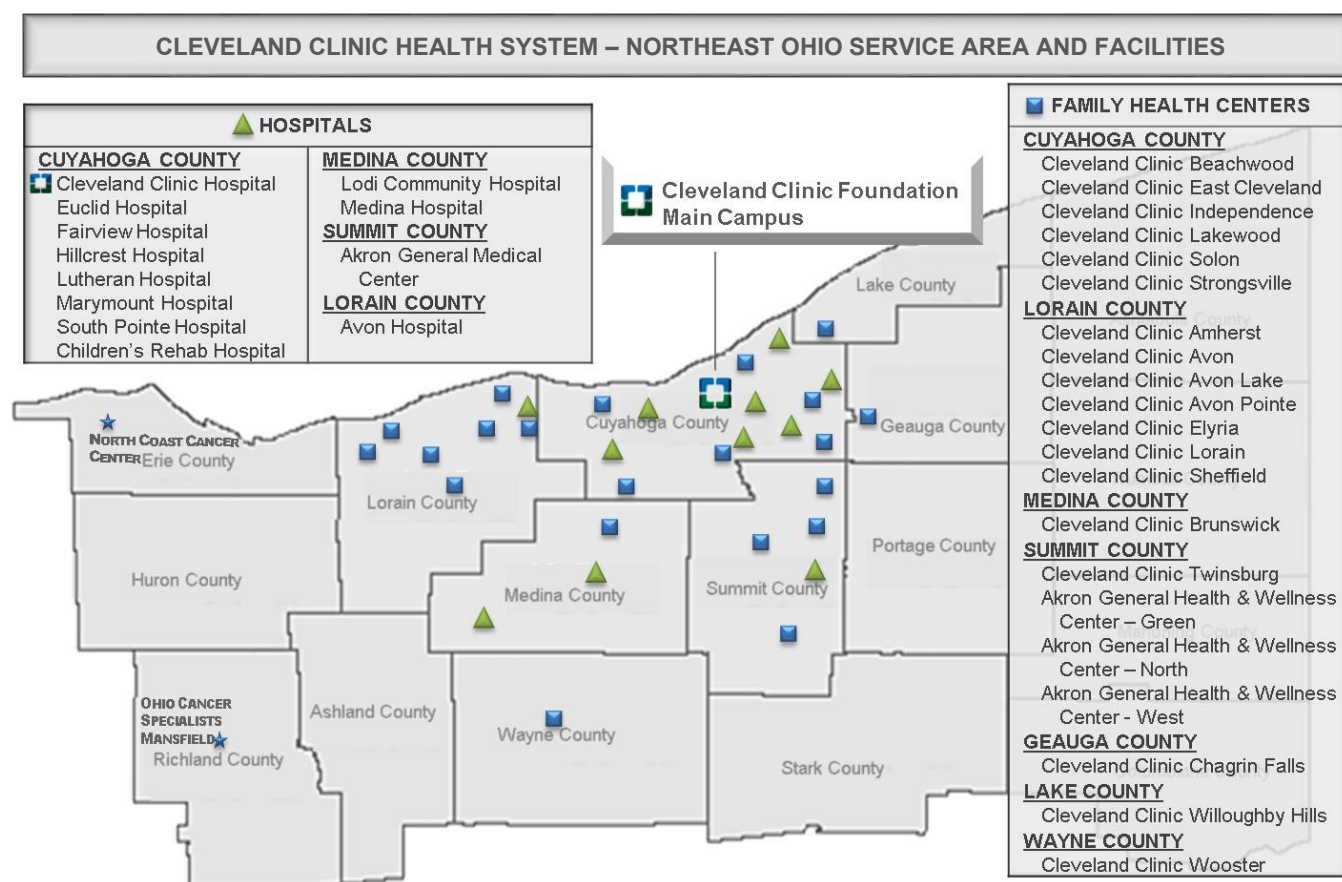 CLEVELAND CLINIC HEALTH SYSTEM – NORTHEAST OHIO SERVICE AREA AND FACILITIES
HOSPITALS
CUYAHOGA COUNTY
Cleveland Clinic Hospital
Euclid Hospital
Fairview Hospital
Hillcrest Hospital
Lutheran Hospital
Marymount Hospital
South Pointe Hospital
Children's Rehab Hospital
MEDINA COUNTY
Lodi Community Hospital
Medina Hospital
SUMMIT COUNTY
Akron General Medical
Center
LORAIN COUNTY
Avon Hospital
Cleveland Clinic Foundation
Main Campus
FAMILY HEALTH CENTERS
CUYAHOGA COUNTY
Cleveland Clinic Beachwood
Cleveland Clinic East Cleveland
Cleveland Clinic Independence
Cleveland Clinic Lakewood
Cleveland Clinic Solon
Cleveland Clinic Strongsville
LORAIN COUNTY
Cleveland Clinic Amherst
Cleveland Clinic Avon
Cleveland Clinic Avon Lake
Cleveland Clinic Avon Pointe
Cleveland Clinic Elyria
Cleveland Clinic Lorain
Cleveland Clinic Sheffield
MEDINA COUNTY
Cleveland Clinic Brunswick
SUMMIT COUNTY
Cleveland Clinic Twinsburg
Akron General Health & Wellness
Center – Green
Akron General Health & Wellness
Center – North
Akron General Health & Wellness
Center - West
GEAUGA COUNTY
Cleveland Clinic Chagrin Falls
LAKE COUNTY
Cleveland Clinic Willoughby Hills
WAYNE COUNTY
Cleveland Clinic Wooster
Lake County
Cuyahoga County
Geauga County
NORTH COAST CANCER
CENTER
Erie County
Lorain County
Portage County
Huron County
Medina County
Summit County
Mahoning County
OHIO CANCER
SPECIALISTS
MANSFIELD
Richland County
Ashland County
Wayne County
Stark County